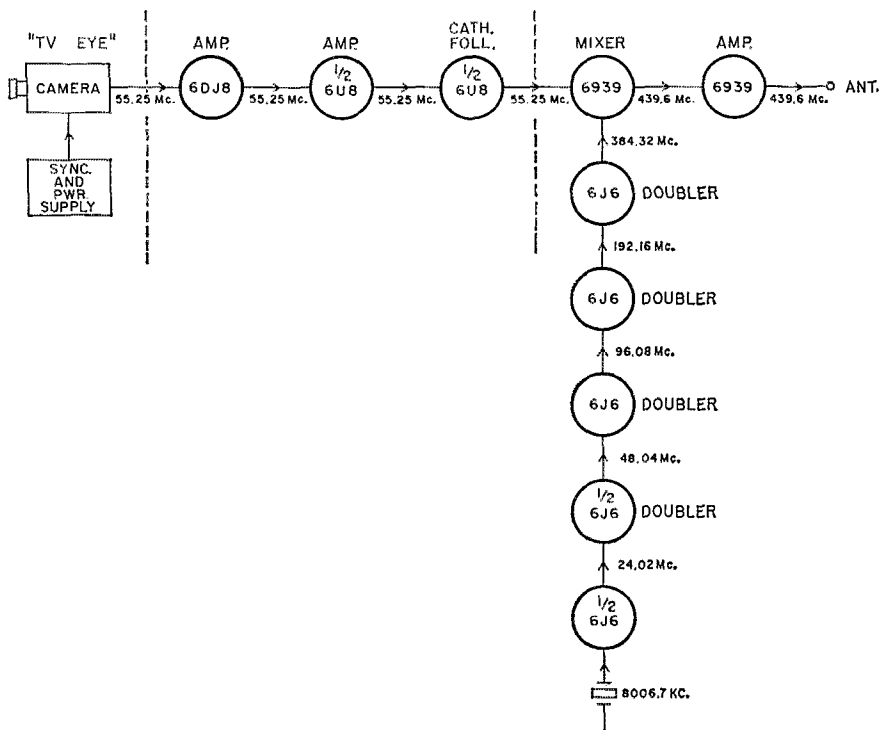 "TV EYE"
AMP.
AMP.
CATH.
FOLL.
MIXER
AMP.
CAMERA
6DJ8
1/2
6U8
1/2
6U8
6939
6939
ANT.
55.25 Mc.
55.25 Mc.
55.25 Mc.
55.25 Mc.
439.6 Mc.
439.6 Mc.
SYNC.
AND
PWR.
SUPPLY
384.32 Mc.
6J6 DOUBLER
192.16 Mc.
6J6 DOUBLER
96.08 Mc.
6J6 DOUBLER
48.04 Mc.
1/2
6J6 DOUBLER
24.02 Mc.
1/2
6J6
8006.7 KC.